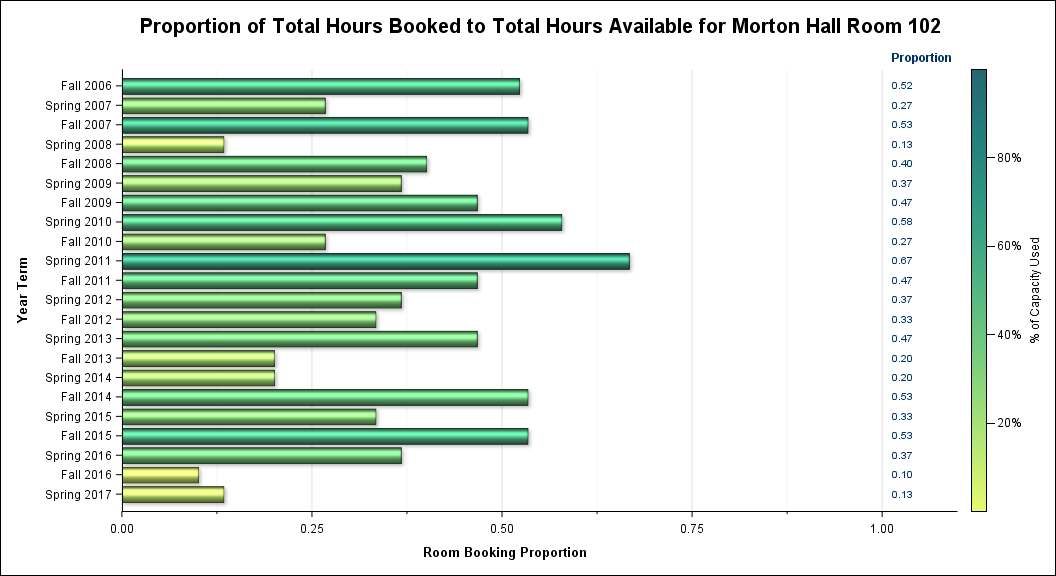 Proportion of Total Hours Booked to Total Hours Available for Morton Hall Room 102
Proportion
Fall 2006 0.52
Spring 2007 0.27
Fall 2007 0.53
Spring 2008 0.13
Fall 2008 0.40
Spring 2009 0.37
Fall 2009 0.47
Spring 2010 0.58
Fall 2010 0.27
Spring 2011 0.67
Fall 2011 0.47
Spring 2012 0.37
Fall 2012 0.33
Spring 2013 0.47
Fall 2013 0.20
Spring 2014 0.20
Fall 2014 0.53
Spring 2015 0.33
Fall 2015 0.53
Spring 2016 0.37
Fall 2016 0.10
Spring 2017 0.13
Year Term
0.00 0.25 0.50 0.75 1.00
Room Booking Proportion
80%
60%
40%
20%
% of Capacity Used